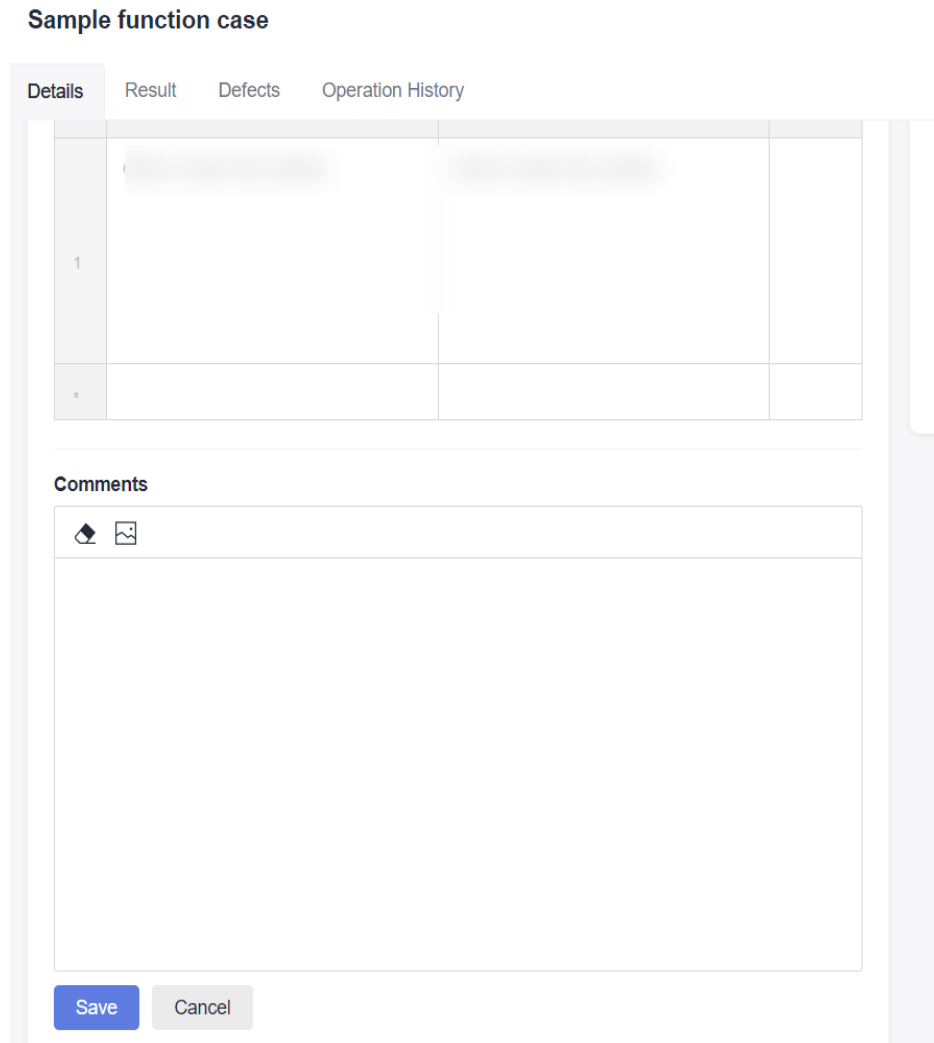 Sample function case
Details Result Defects Operation History
1
*
Comments
Save Cancel